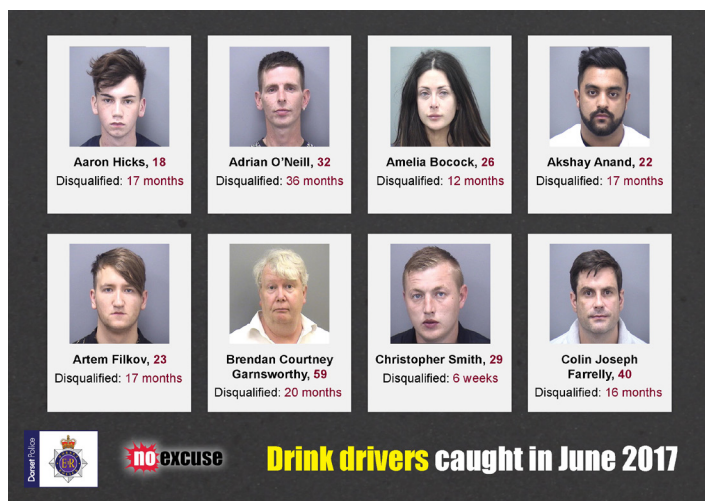 Aaron Hicks, 18
Disqualified: 17 months
Adrian O'Neill, 32
Disqualified: 36 months
Amelia Bocock, 26
Disqualified: 12 months
Akshay Anand, 22
Disqualified: 17 months
Artem Filkov, 23
Disqualified: 17 months
Brendan Courtney
Garnsworthy, 59
Disqualified: 20 months
Christopher Smith, 29
Disqualified: 6 weeks
Colin Joseph
Farrelly, 40
Disqualified: 16 months
Dorset Police
no excuse
Drink drivers caught in June 2017